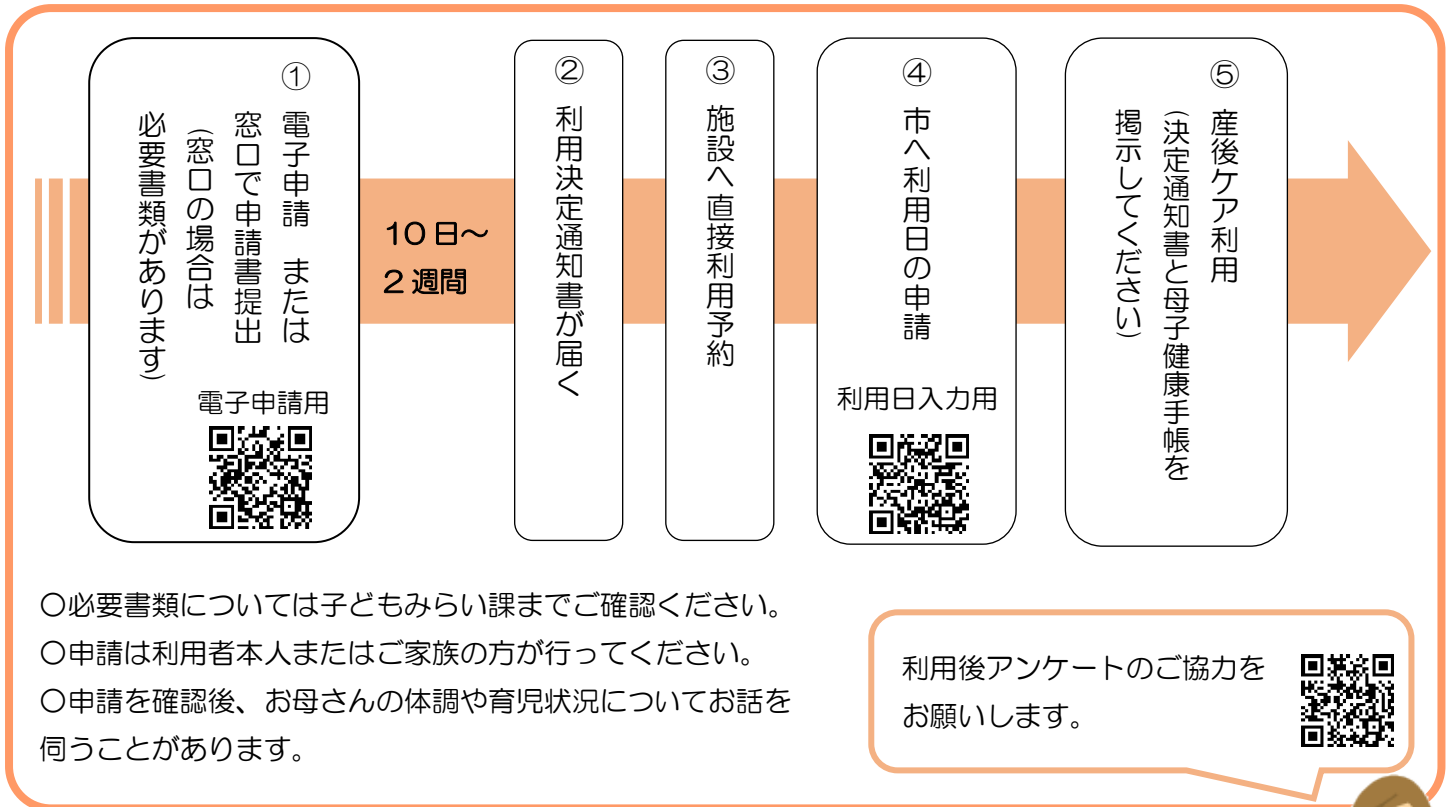 ①
電子申請 または
窓口で申請書提出
(窓口の場合は
必要書類があります)
電子申請用
10日～
2週間
②
利用決定通知書が届く
③
施設へ直接利用予約
④
市へ利用日の申請
利用日入力用
⑤
産後ケア利用
(決定通知書と母子健康手帳を
掲示してください)
〇必要書類については子どもみらい課までご確認ください。
〇申請は利用者本人またはご家族の方が行ってください。
〇申請を確認後、お母さんの体調や育児状況についてお話を
伺うことがあります。
利用後アンケートのご協力を
お願いします。